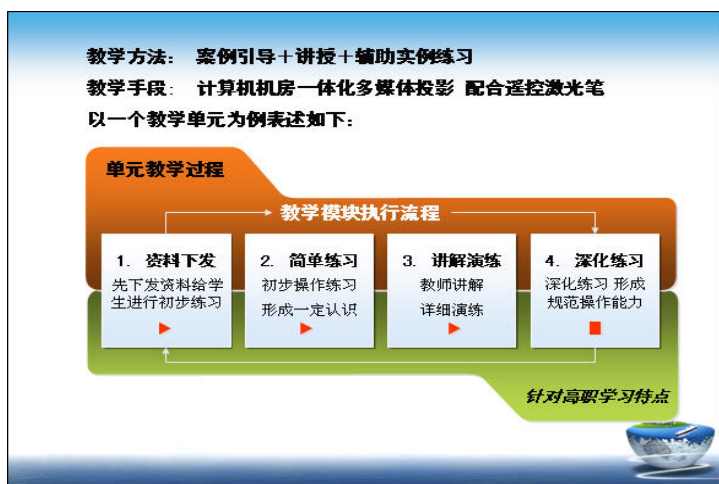 教学方法： 案例引导＋讲授＋辅助实例练习
教学手段： 计算机机房一体化多媒体投影 配合遥控激光笔
以一个教学单元为例表述如下：
单元教学过程
教学模块执行流程
1. 资料下发
先下发资料给学
生进行初步练习
2. 简单练习
初步操作练习
形成一定认识
3. 讲解演练
教师讲解
详细演练
4. 深化练习
深化练习 形成
规范操作能力
针对高职学习特点